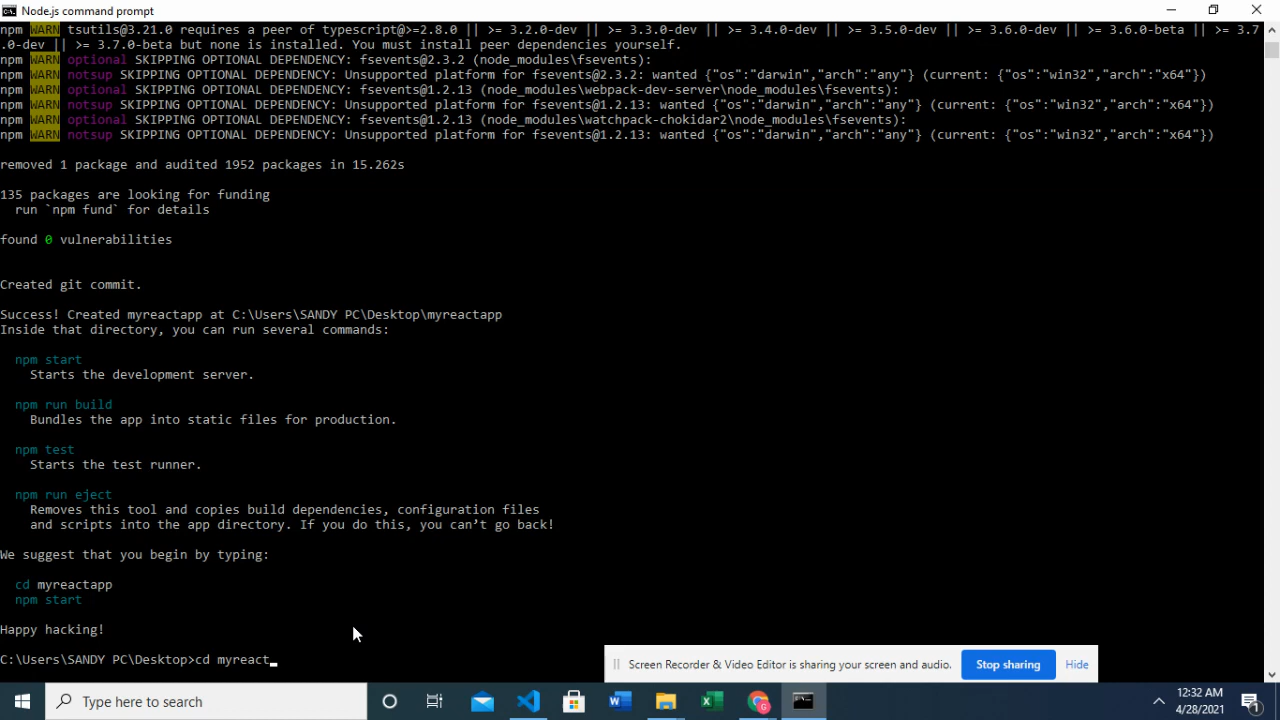 Node.js command prompt
npm WARN tsutils@3.21.0 requires a peer of typescript@>=2.8.0 || >= 3.2.0-dev || >= 3.3.0-dev || >= 3.4.0-dev || >= 3.5.0-dev || >= 3.6.0-dev || >= 3.6.0-beta || >= 3.7
.0-dev || >= 3.7.0-beta but none is installed. You must install peer dependencies yourself.
npm WARN optional SKIPPING OPTIONAL DEPENDENCY: fsevents@2.3.2 (node_modules\fsevents):
npm WARN notsup SKIPPING OPTIONAL DEPENDENCY: Unsupported platform for fsevents@2.3.2: wanted {"os":"darwin","arch":"any"} (current: {"os":"win32","arch":"x64"})
npm WARN optional SKIPPING OPTIONAL DEPENDENCY: fsevents@1.2.13 (node_modules\webpack-dev-server\node_modules\fsevents):
npm WARN notsup SKIPPING OPTIONAL DEPENDENCY: Unsupported platform for fsevents@1.2.13: wanted {"os":"darwin","arch":"any"} (current: {"os":"win32","arch":"x64"})
npm WARN optional SKIPPING OPTIONAL DEPENDENCY: fsevents@1.2.13 (node_modules\watchpack-chokidar2\node_modules\fsevents):
npm WARN notsup SKIPPING OPTIONAL DEPENDENCY: Unsupported platform for fsevents@1.2.13: wanted {"os":"darwin","arch":"any"} (current: {"os":"win32","arch":"x64"})
removed 1 package and audited 1952 packages in 15.262s
135 packages are looking for funding
run `npm fund` for details
found 0 vulnerabilities
Created git commit.
Success! Created myreactapp at C:\Users\SANDY PC\Desktop\myreactapp
Inside that directory, you can run several commands:
npm start
Starts the development server.
npm run build
Bundles the app into static files for production.
npm test
Starts the test runner.
npm run eject
Removes this tool and copies build dependencies, configuration files
and scripts into the app directory. If you do this, you can't go back!
We suggest that you begin by typing:
cd myreactapp
npm start
Happy hacking!
C:\Users\SANDY PC\Desktop>cd myreact_
Screen Recorder & Video Editor is sharing your screen and audio. Stop sharing Hide
Type here to search
12:32 AM
4/28/2021
1